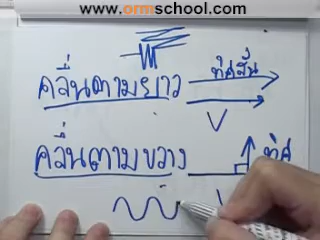 www.ormschool.com
คลื่นตามยาว ทิศสั่น
V
คลื่นตามขวาง ทิศ